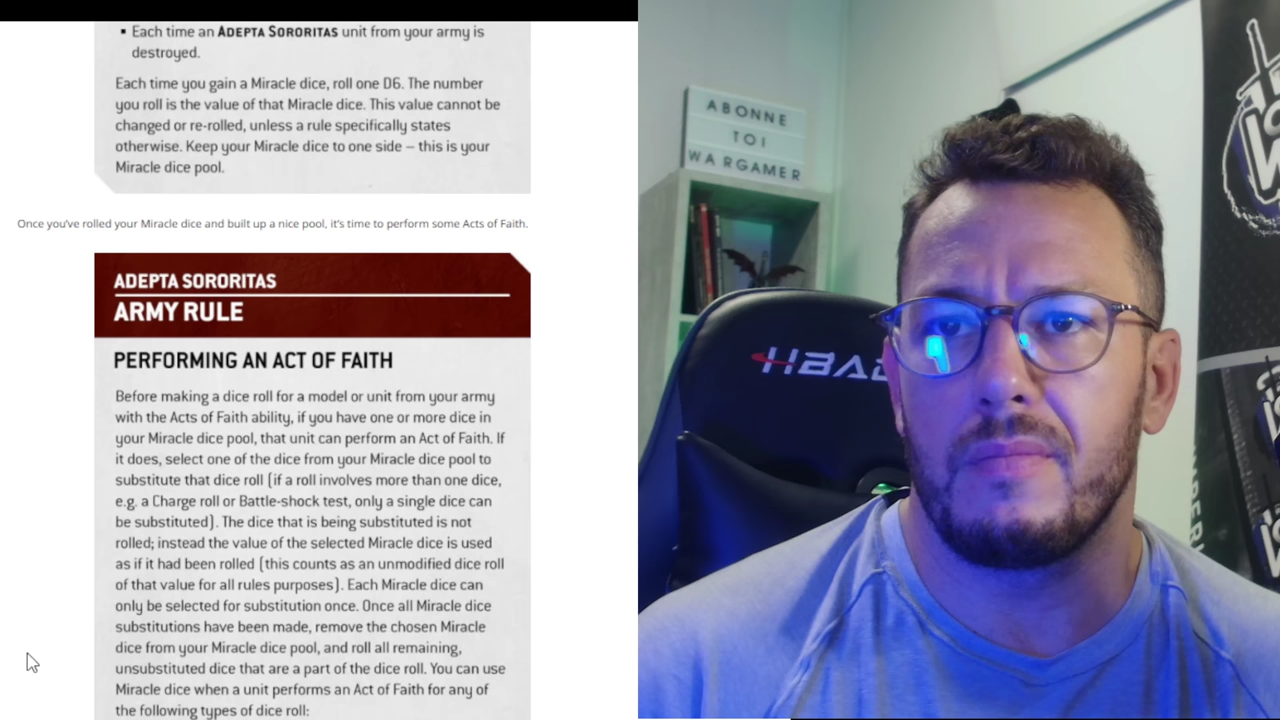 ▪ Each time an ADEPTA SORORITAS unit from your army is
destroyed.
Each time you gain a Miracle dice, roll one D6. The number
you roll is the value of that Miracle dice. This value cannot be
changed or re-rolled, unless a rule specifically states
otherwise. Keep your Miracle dice to one side – this is your
Miracle dice pool.
Once you've rolled your Miracle dice and built up a nice pool, it's time to perform some Acts of Faith.
ADEPTA SORORITAS
ARMY RULE
PERFORMING AN ACT OF FAITH
Before making a dice roll for a model or unit from your army
with the Acts of Faith ability, if you have one or more dice in
your Miracle dice pool, that unit can perform an Act of Faith. If
it does, select one of the dice from your Miracle dice pool to
substitute that dice roll (if a roll involves more than one dice,
e.g. a Charge roll or Battle-shock test, only a single dice can
be substituted). The dice that is being substituted is not
rolled; instead the value of the selected Miracle dice is used
as if it had been rolled (this counts as an unmodified dice roll
of that value for all rules purposes). Each Miracle dice can
only be selected for substitution once. Once all Miracle dice
substitutions have been made, remove the chosen Miracle
dice from your Miracle dice pool, and roll all remaining,
unsubstituted dice that are a part of the dice roll. You can use
Miracle dice when a unit performs an Act of Faith for any of
the following types of dice roll:
ABONNE
TOI
WARGAMER